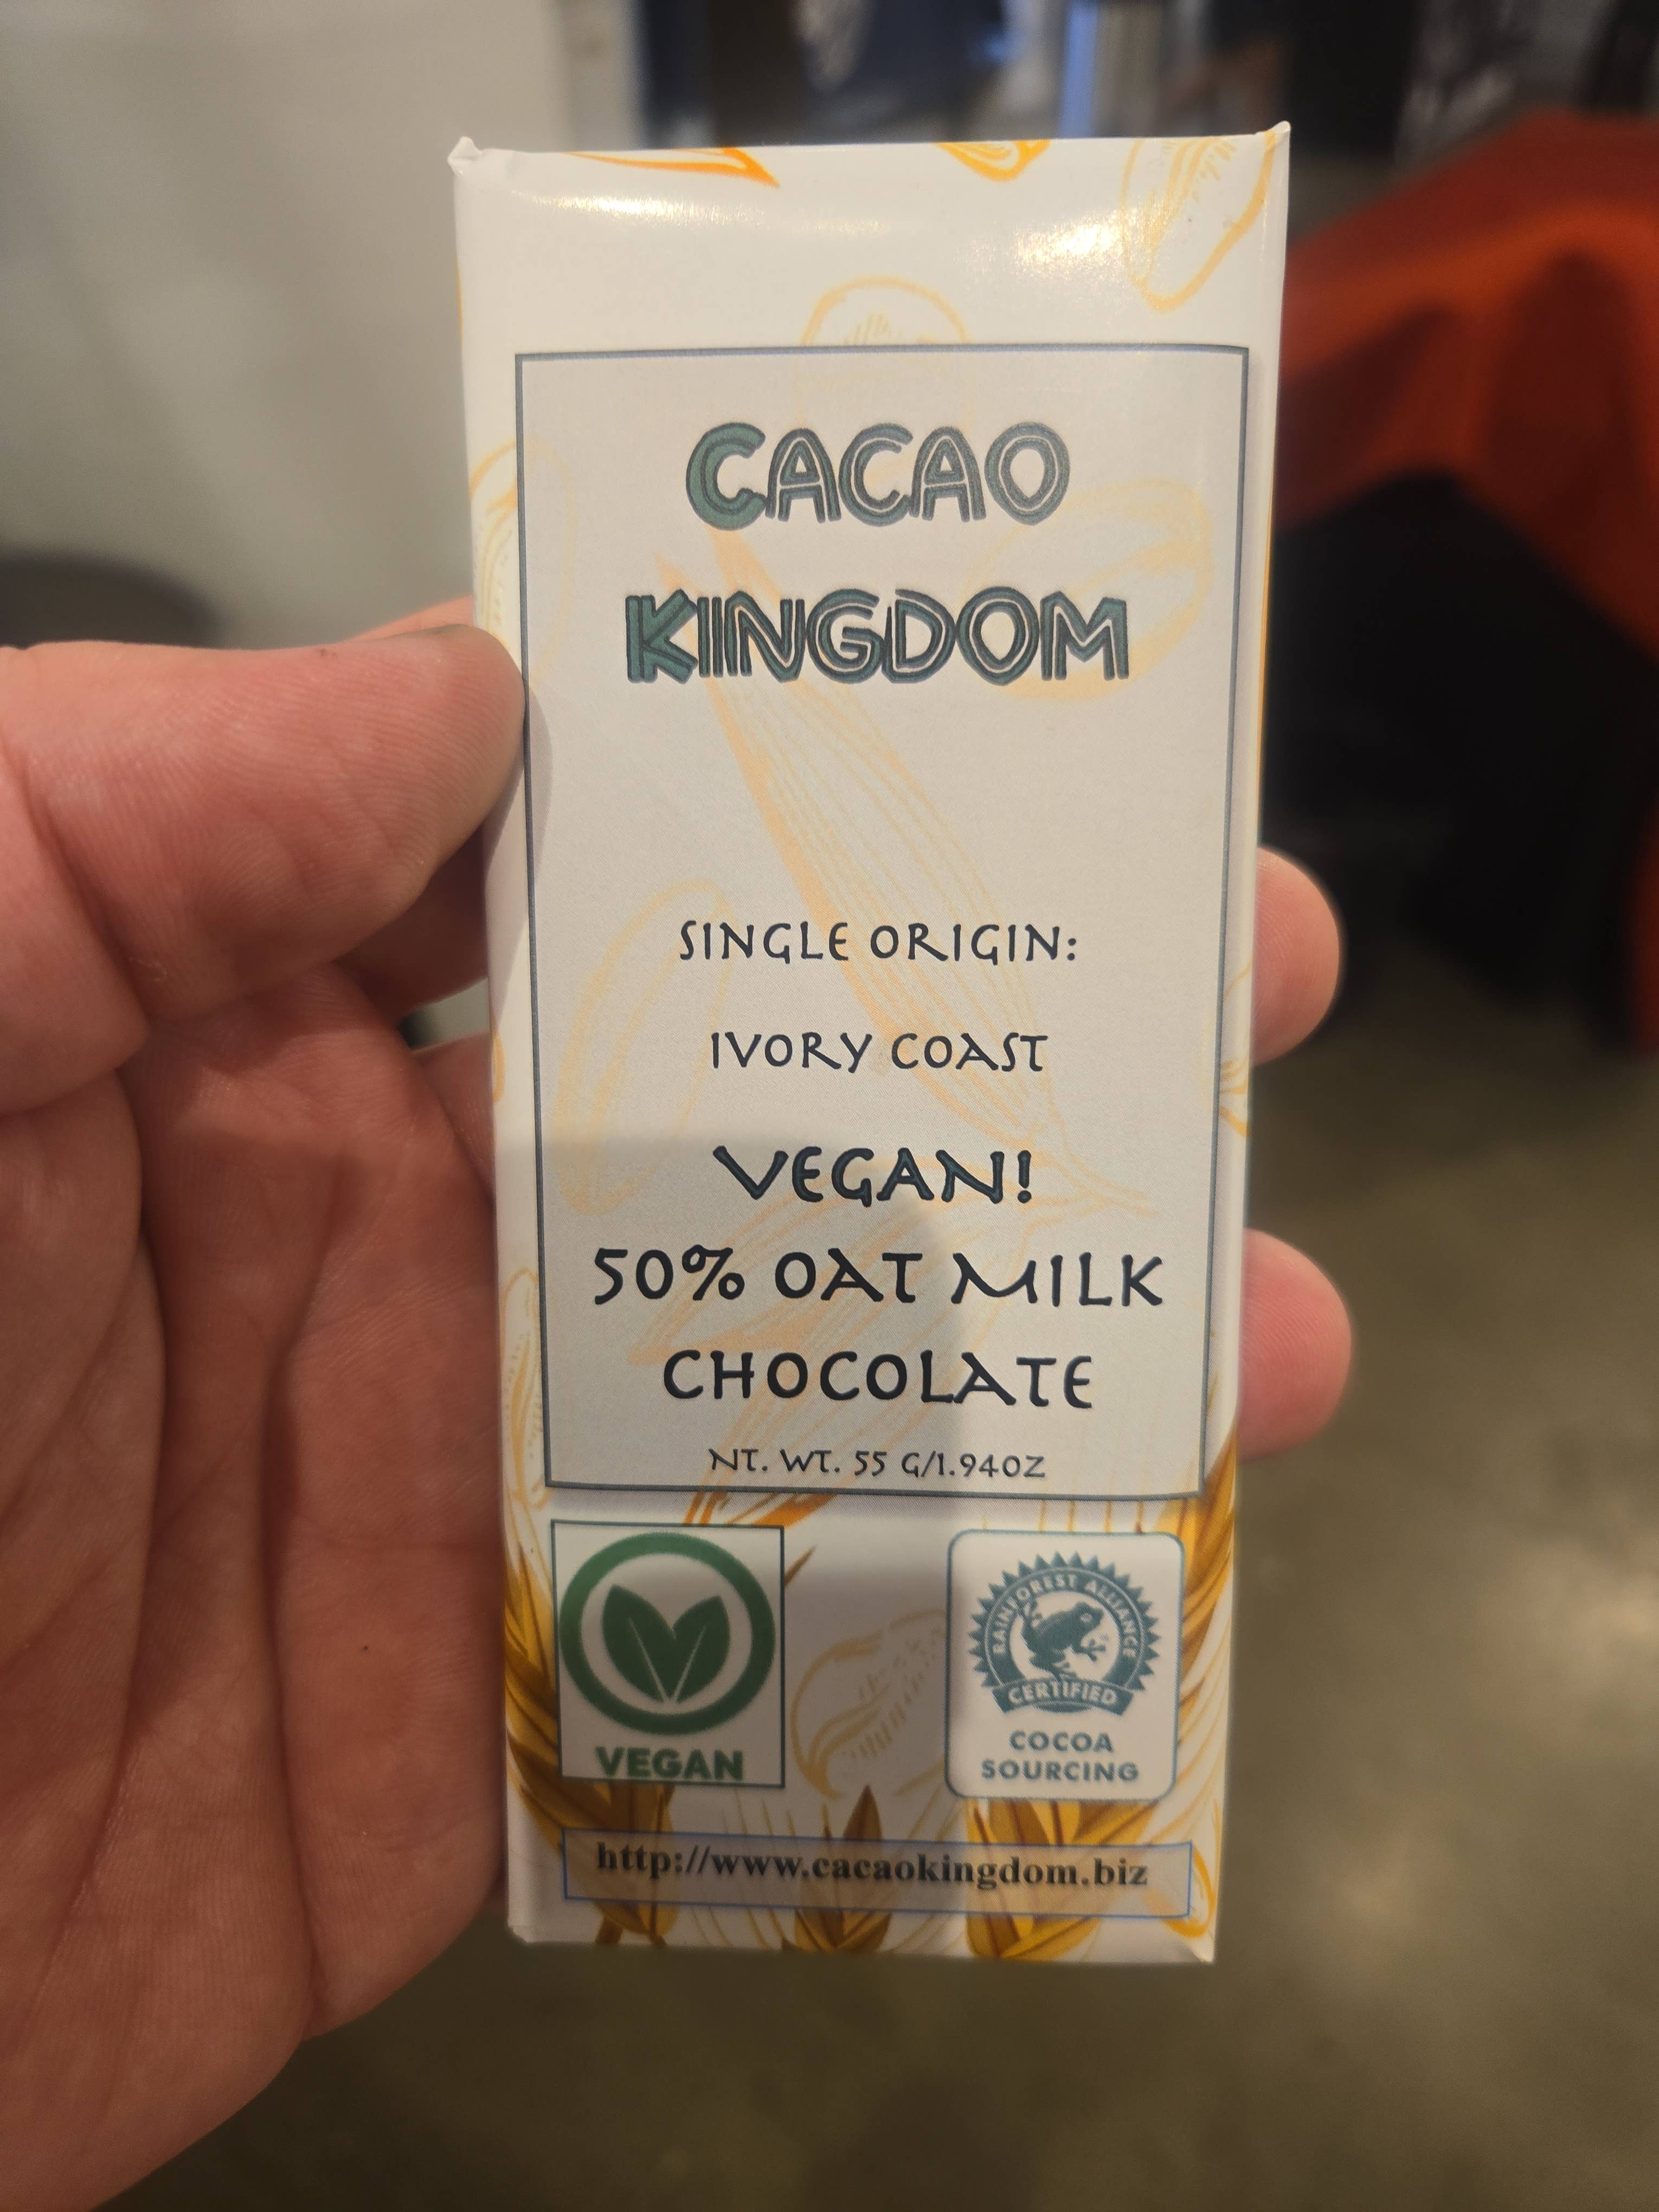 CACAO
KINGDOM
SINGLE ORIGIN:
IVORY COAST
VEGAN!
50% OAT MILK
CHOCOLATE
NT. WT. 55 G/1.94OZ
VEGAN
RAINFOREST ALLIANCE
CERTIFIED
COCOA
SOURCING
http://www.cacaokingdom.biz